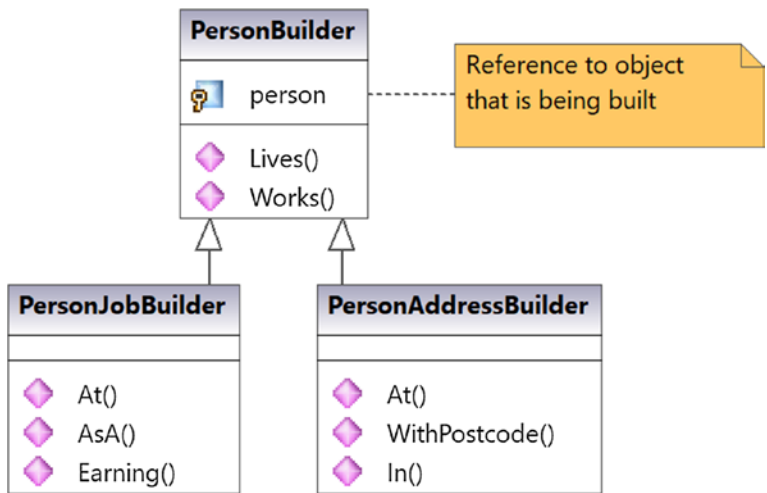 PersonBuilder
person
Reference to object
that is being built
Lives()
Works()
PersonJobBuilder
At()
AsA()
Earning()
PersonAddressBuilder
At()
WithPostcode()
In()